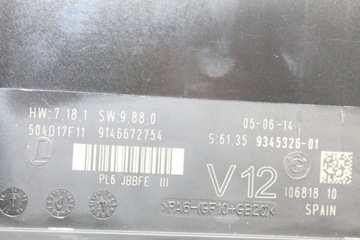 HW:7.18.1 SW:9.88.0 05-06-14
504D17F11 9146672754 S:61.35 9345326-01
L
PL6 JBBFE III V12 106818 10
>PA6-(GF10+GB20)< SPAIN